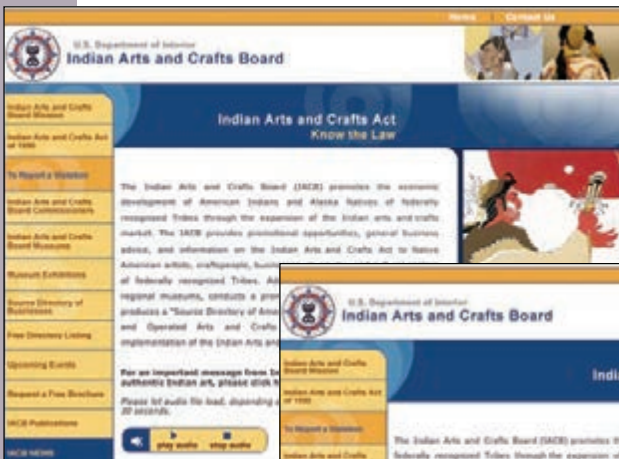 Home Contact Us
U.S. Department of Interior
Indian Arts and Crafts Board
Indian Arts and Crafts Act
Know the Law
Indian Arts and Crafts
Board Mission
Indian Arts and Crafts Act
of 1990
To Report a Violation
Indian Arts and Crafts
Board Commissioners
Indian Arts and Crafts
Board Museums
Museum Exhibitions
Source Directory of
Businesses
Free Directory Listing
Upcoming Events
Request a Free Brochure
IACB Publications
IACB NEWS
The Indian Arts and Crafts Board (IACB) promotes the economic
development of American Indians and Alaska Natives of federally
recognized Tribes through the expansion of the Indian arts and crafts
market. The IACB provides promotional opportunities, general business
advice, and information on the Indian Arts and Crafts Act to Native
American artists, craftspeople,
of federally recognized Tribes.
regional museums, conducts a
produces a "Source Directory of
and Operated Arts and Crafts
implementation of the Indian Arts and
For an important message from
authentic Indian art, please click
Please let audio file load, depending
30 seconds.
play audio stop audio
U.S. Department of Interior
Indian Arts and Crafts Board
Indian Arts and Crafts
Board Mission
Indian Arts and Crafts Act
of 1990
To Report a Violation
Indian Arts and Crafts
The Indian Arts and Crafts Board (IACB) promotes
federally recognized Tribes through the expansion of